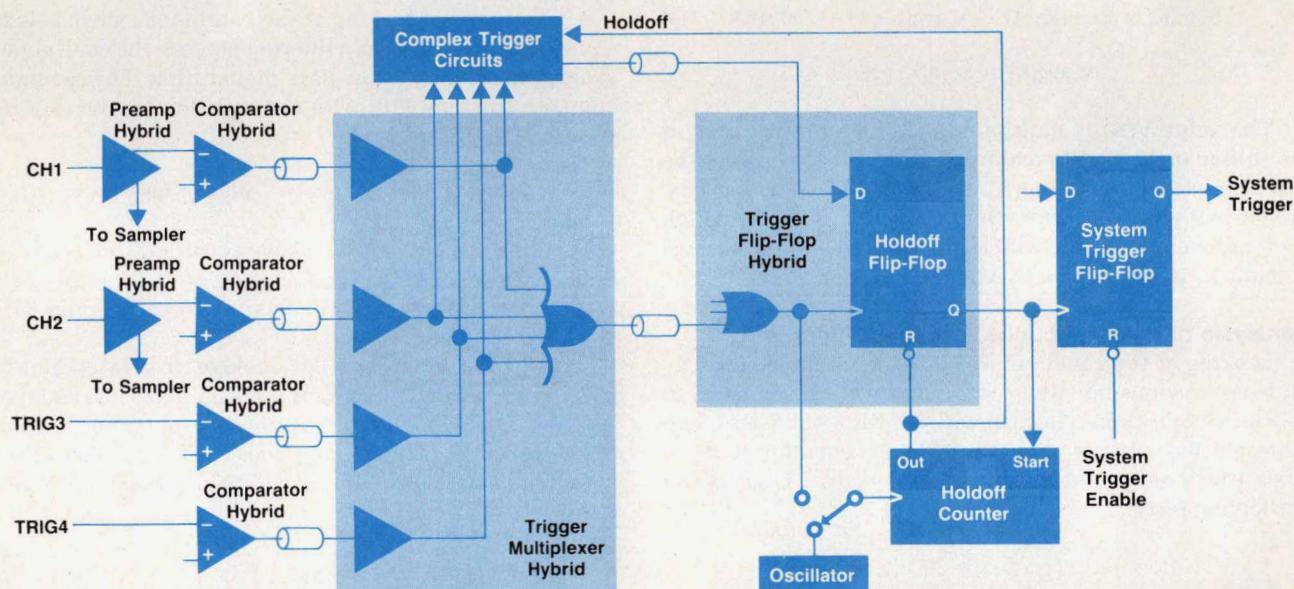 Holdoff
Complex Trigger
Circuits
Preamp
Hybrid
Comparator
Hybrid
CH1
−
+
To Sampler
Preamp
Hybrid
Comparator
Hybrid
CH2
−
+
To Sampler
Comparator
Hybrid
TRIG3
−
+
Comparator
Hybrid
TRIG4
−
+
Trigger
Multiplexer
Hybrid
Trigger
Flip-Flop
Hybrid
D
Holdoff
Flip-Flop
Q
R
D
Q
System
Trigger
Flip-Flop
R
System
Trigger
Out
Start
Holdoff
Counter
System
Trigger
Enable
Oscillator